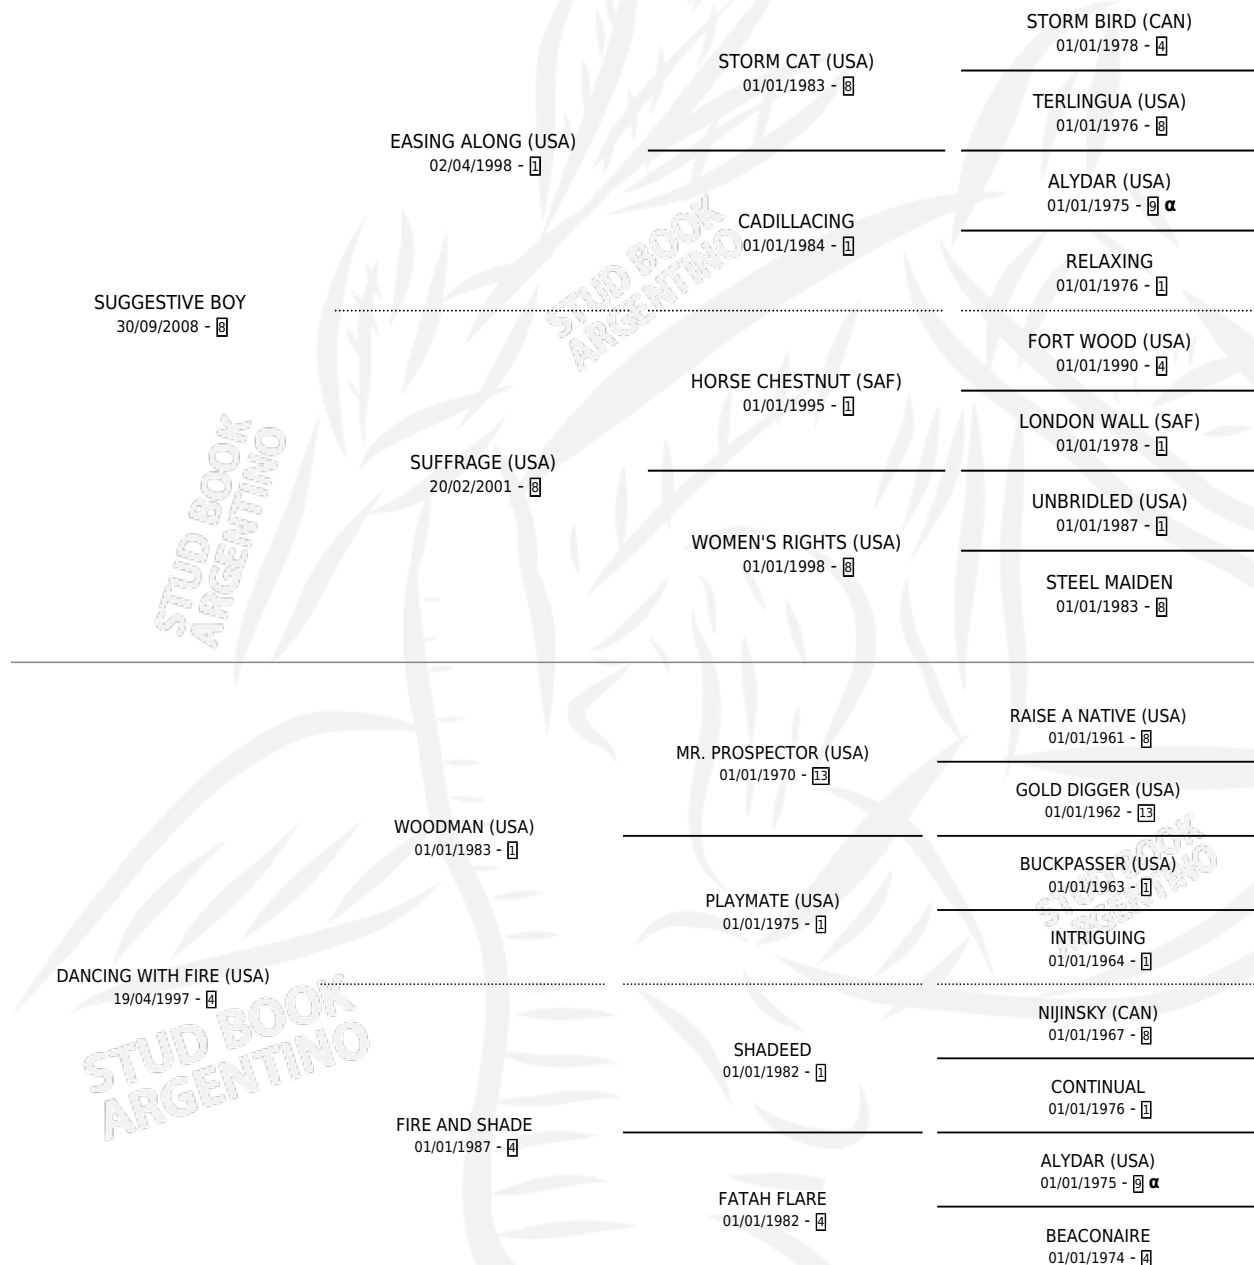 STORM BIRD (CAN)
01/01/1978 - 4
STORM CAT (USA)
01/01/1983 - 8
TERLINGUA (USA)
01/01/1976 - 8
EASING ALONG (USA)
02/04/1998 - 1
ALYDAR (USA)
01/01/1975 - 9 α
CADILLACING
01/01/1984 - 1
RELAXING
01/01/1976 - 1
SUGGESTIVE BOY
30/09/2008 - 8
FORT WOOD (USA)
01/01/1990 - 4
HORSE CHESTNUT (SAF)
01/01/1995 - 1
LONDON WALL (SAF)
01/01/1978 - 1
SUFFRAGE (USA)
20/02/2001 - 8
UNBRIDLED (USA)
01/01/1987 - 1
WOMEN'S RIGHTS (USA)
01/01/1998 - 8
STEEL MAIDEN
01/01/1983 - 8
RAISE A NATIVE (USA)
01/01/1961 - 8
MR. PROSPECTOR (USA)
01/01/1970 - 13
GOLD DIGGER (USA)
01/01/1962 - 13
WOODMAN (USA)
01/01/1983 - 1
BUCKPASSER (USA)
01/01/1963 - 1
PLAYMATE (USA)
01/01/1975 - 1
INTRIGUING
01/01/1964 - 1
DANCING WITH FIRE (USA)
19/04/1997 - 4
NIJINSKY (CAN)
01/01/1967 - 8
SHADEED
01/01/1982 - 1
CONTINUAL
01/01/1976 - 1
FIRE AND SHADE
01/01/1987 - 4
ALYDAR (USA)
01/01/1975 - 9 α
FATAH FLARE
01/01/1982 - 4
BEACONAIRE
01/01/1974 - 4
STUD BOOK
ARGENTINO
STUD BOOK
ARGENTINO
STUD BOOK
ARGENTINO
STUD BOOK
ARGENTINO